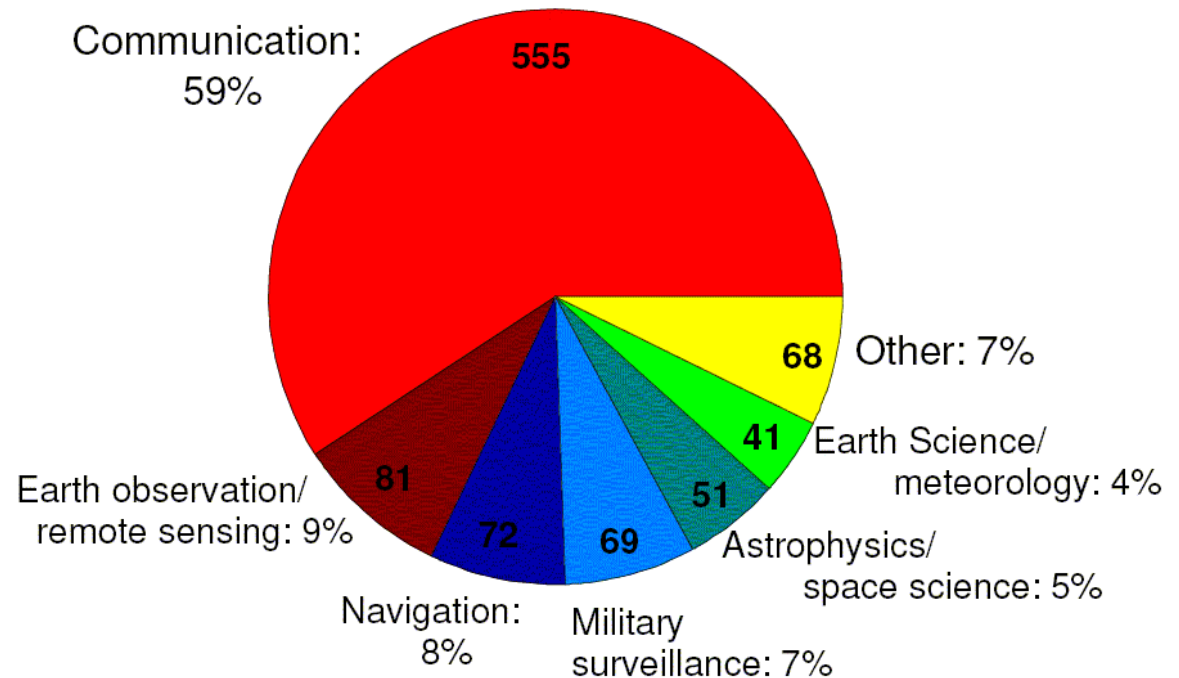 Communication:
59%
555
68
Other: 7%
41
Earth Science/
meteorology: 4%
51
Astrophysics/
space science: 5%
69
Military
surveillance: 7%
72
Navigation:
8%
81
Earth observation/
remote sensing: 9%